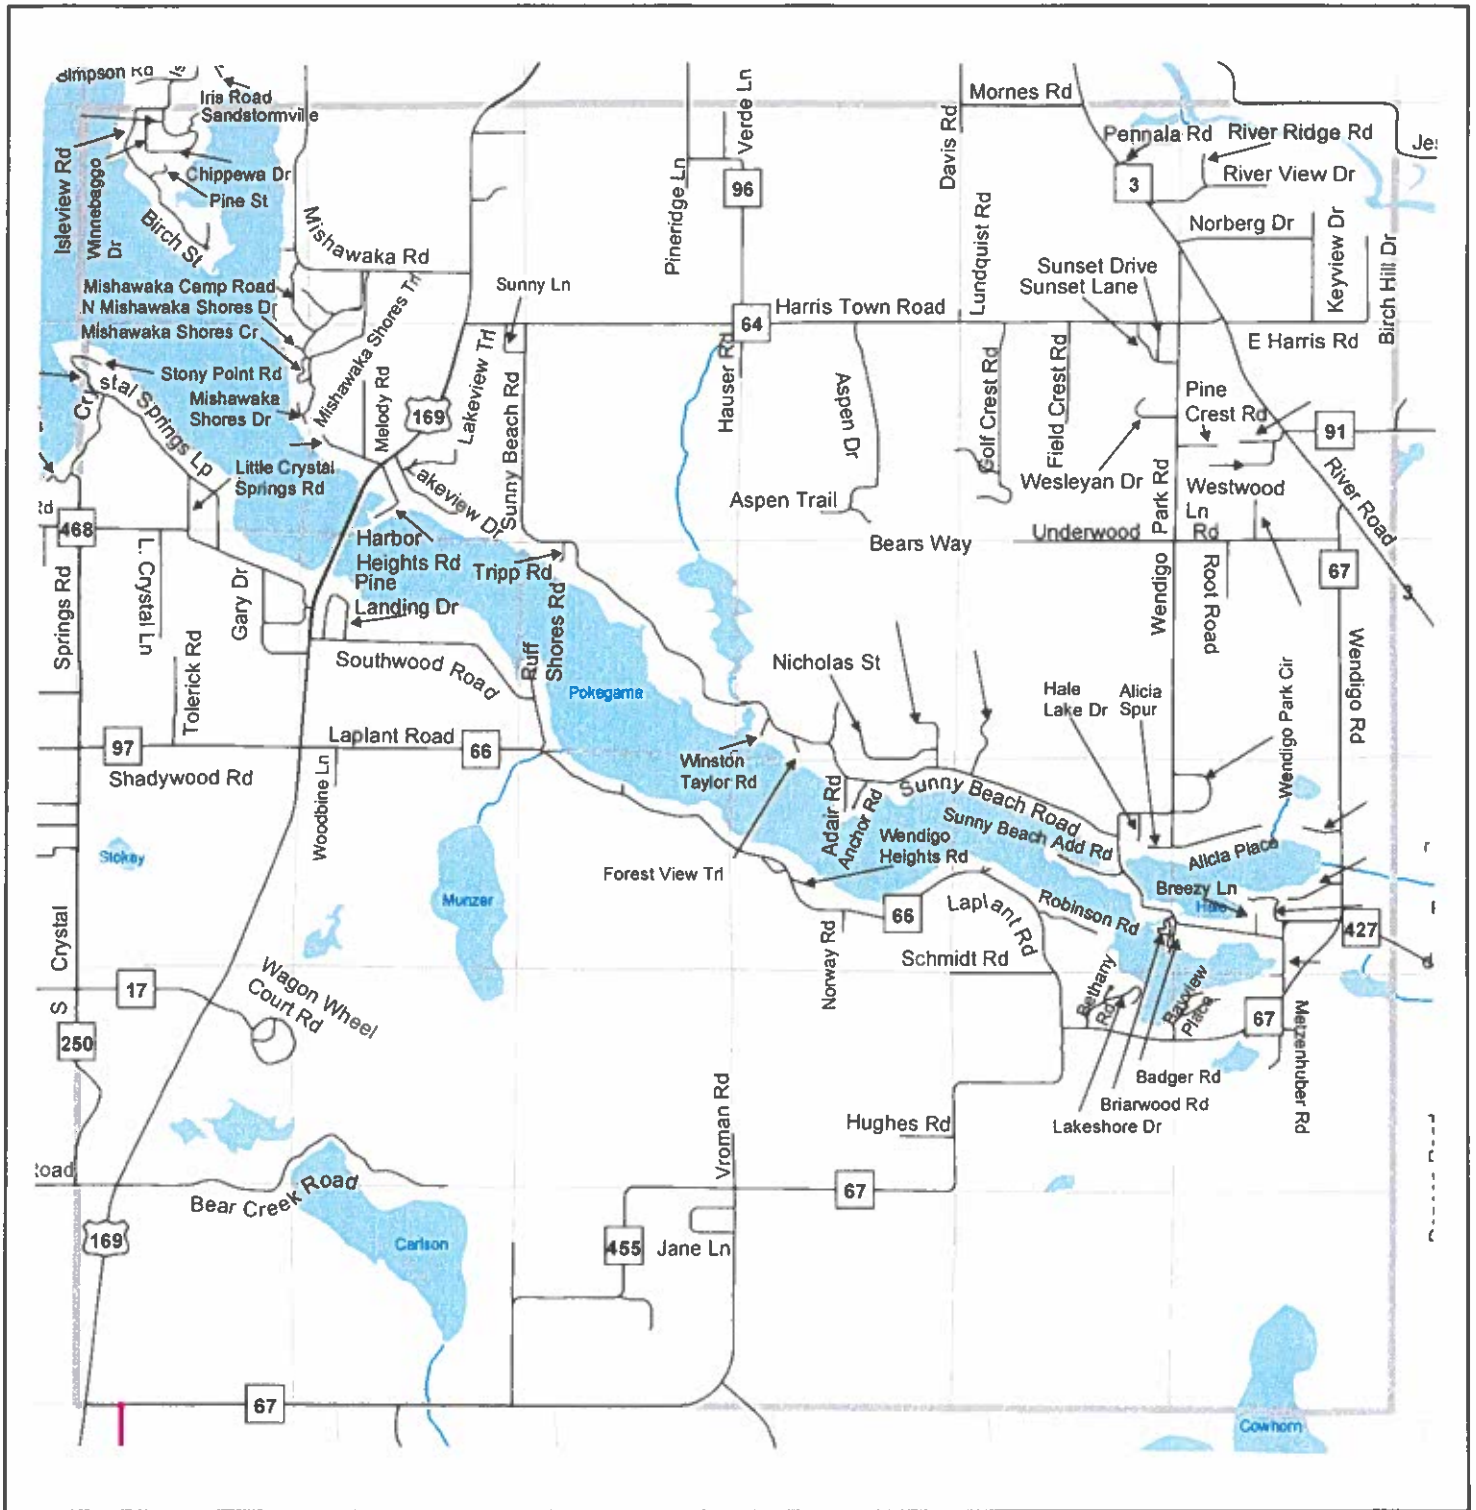 Simpson Rd
Iris Road
Sandstormville
Isleview Rd
Winnebaggo
Dr
Chippewa Dr
Pine St
Birch St
Mishawaka Rd
Mishawaka Camp Road
N Mishawaka Shores Dr
Mishawaka Shores Cr
Mishawaka Shores Trl
Stony Point Rd
Mishawaka
Shores Dr
Crystal Springs Lp
Little Crystal
Springs Rd
Melody Rd
169
Lakeview Trl
Lakeview Dr
Sunny Ln
Sunny Beach Rd
Pineridge Ln
Verde Ln
96
64
Harris Town Road
Hauser Rd
Davis Rd
Mornes Rd
Lundquist Rd
Pennala Rd
River Ridge Rd
3
River View Dr
Norberg Dr
Keyview Dr
Birch Hill Dr
Sunset Drive
Sunset Lane
E Harris Rd
Aspen Dr
Aspen Trail
Golf Crest Rd
Field Crest Rd
Wesleyan Dr
Pine
Crest Rd
91
Westwood
Ln
River Road
Bears Way
Underwood
Rd
Wendigo Park Rd
Root Road
67
3
Wendigo Rd
Rd
468
L. Crystal Ln
Springs Rd
Gary Dr
Tolerick Rd
Harbor
Heights Rd
Pine
Landing Dr
Tripp Rd
Ruff
Shores Rd
Southwood Road
Pokegama
Nicholas St
Hale
Lake Dr
Alicia
Spur
Wendigo Park Cir
97
Laplant Road
66
Shadywood Rd
Woodbine Ln
Winston
Taylor Rd
Adair Rd
Anchor Rd
Sunny Beach Road
Sunny Beach Add Rd
Wendigo
Heights Rd
Alicia Place
Stokey
Munzer
Forest View Trl
66
Laplant Rd
Robinson Rd
Breezy Ln
Hale
427
Norway Rd
Schmidt Rd
Bethany
Rd
Bayview
Place
67
Metzenhuber Rd
Crystal
S
17
250
Wagon Wheel
Court Rd
Badger Rd
Briarwood Rd
Lakeshore Dr
Hughes Rd
Vroman Rd
67
Road
Bear Creek Road
169
Carlson
455
Jane Ln
67
Cowhorn